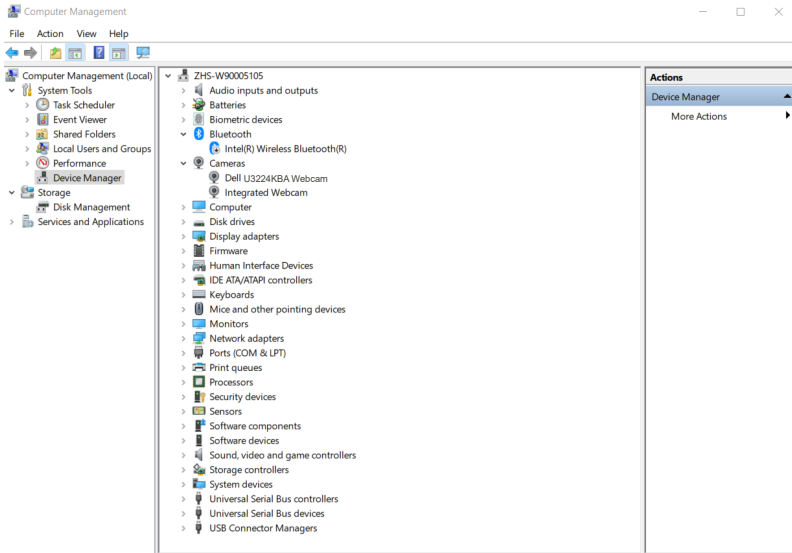 Computer Management
File Action View Help
Computer Management (Local)
System Tools
Task Scheduler
Event Viewer
Shared Folders
Local Users and Groups
Performance
Device Manager
Storage
Disk Management
Services and Applications
ZHS-W90005105
Audio inputs and outputs
Batteries
Biometric devices
Bluetooth
Intel(R) Wireless Bluetooth(R)
Cameras
Dell U3224KBA Webcam
Integrated Webcam
Computer
Disk drives
Display adapters
Firmware
Human Interface Devices
IDE ATA/ATAPI controllers
Keyboards
Mice and other pointing devices
Monitors
Network adapters
Ports (COM & LPT)
Print queues
Processors
Security devices
Sensors
Software components
Software devices
Sound, video and game controllers
Storage controllers
System devices
Universal Serial Bus controllers
Universal Serial Bus devices
USB Connector Managers
Actions
Device Manager
More Actions